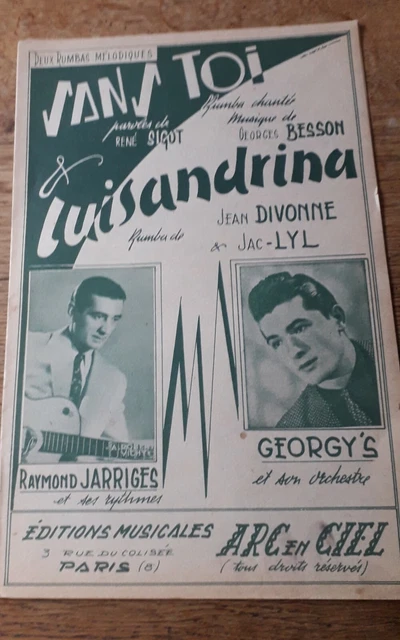 DEUX RUMBAS MÉLODIQUES
SANS TOI
Rumba chantée
paroles de
RENÉ SIGOT
Musique de
GEORGES BESSON
&
Luisandrina
Rumba de
JEAN DIVONNE
& JAC-LYL
RAYMOND JARRIGES
et ses rythmes
GEORGY'S
et son orchestre
ÉDITIONS MUSICALES
3 RUE DU COLISÉE
PARIS (8)
ARC EN CIEL
(tous droits réservés)